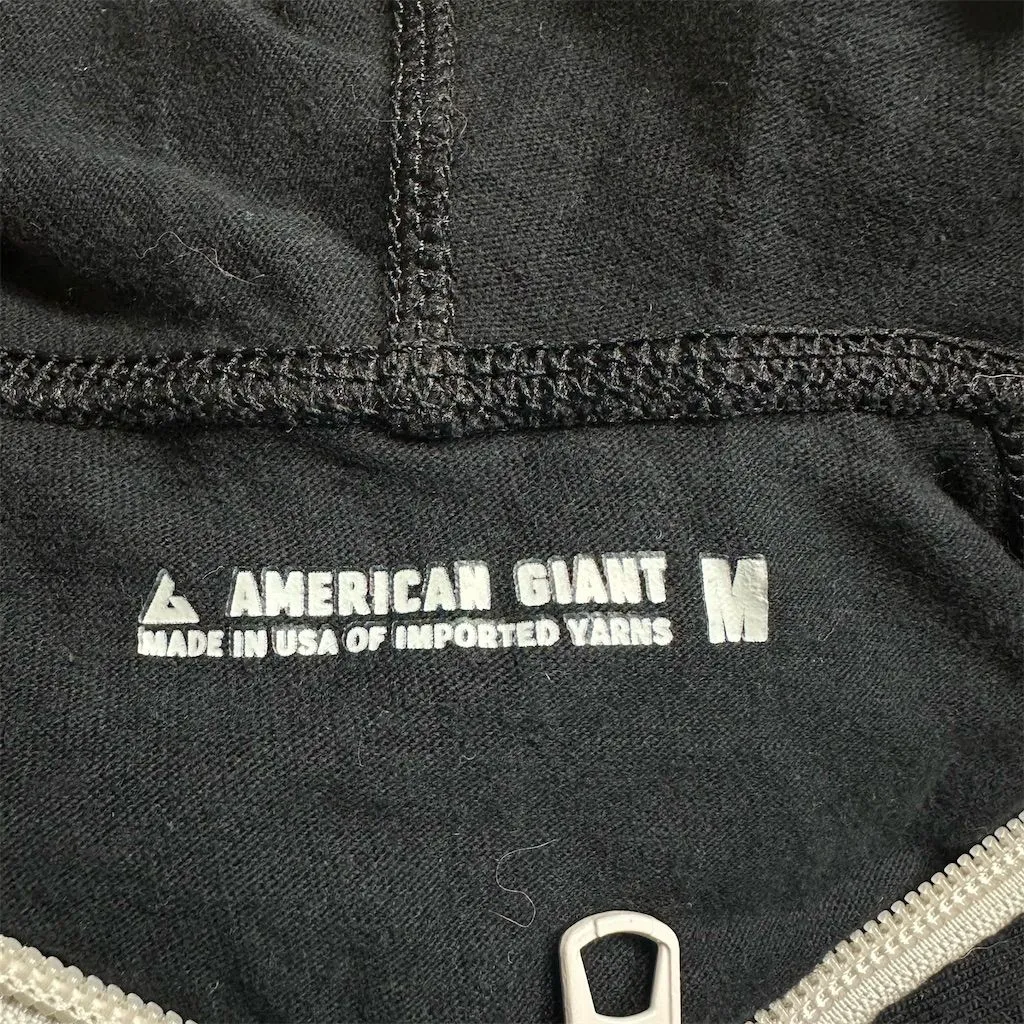 AMERICAN GIANT M
MADE IN USA OF IMPORTED YARNS